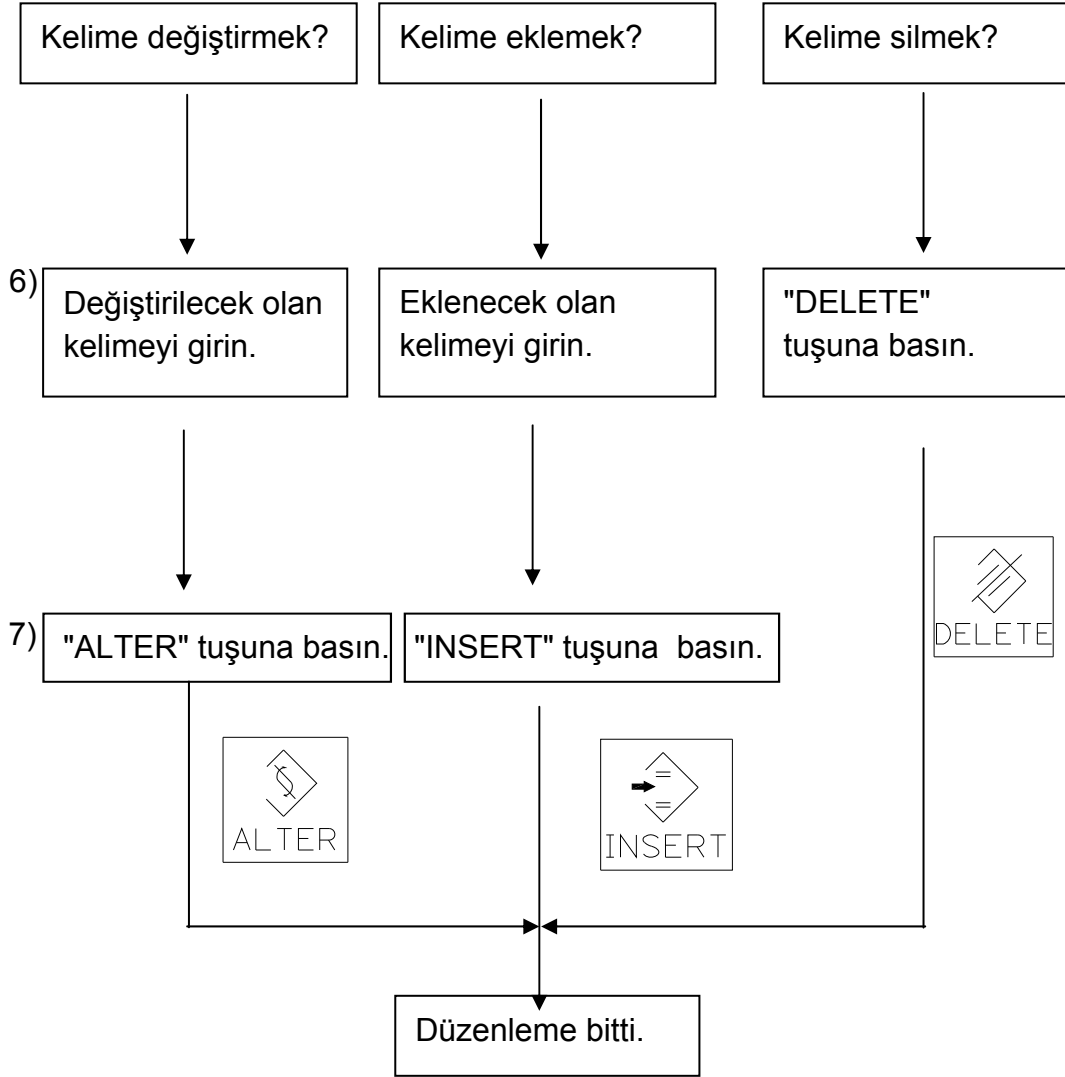 Kelime değiştirmek?
Kelime eklemek?
Kelime silmek?
6)
Değiştirilecek olan
kelimeyi girin.
Eklenecek olan
kelimeyi girin.
"DELETE"
tuşuna basın.
DELETE
7)
"ALTER" tuşuna basın.
"INSERT" tuşuna  basın.
ALTER
INSERT
Düzenleme bitti.